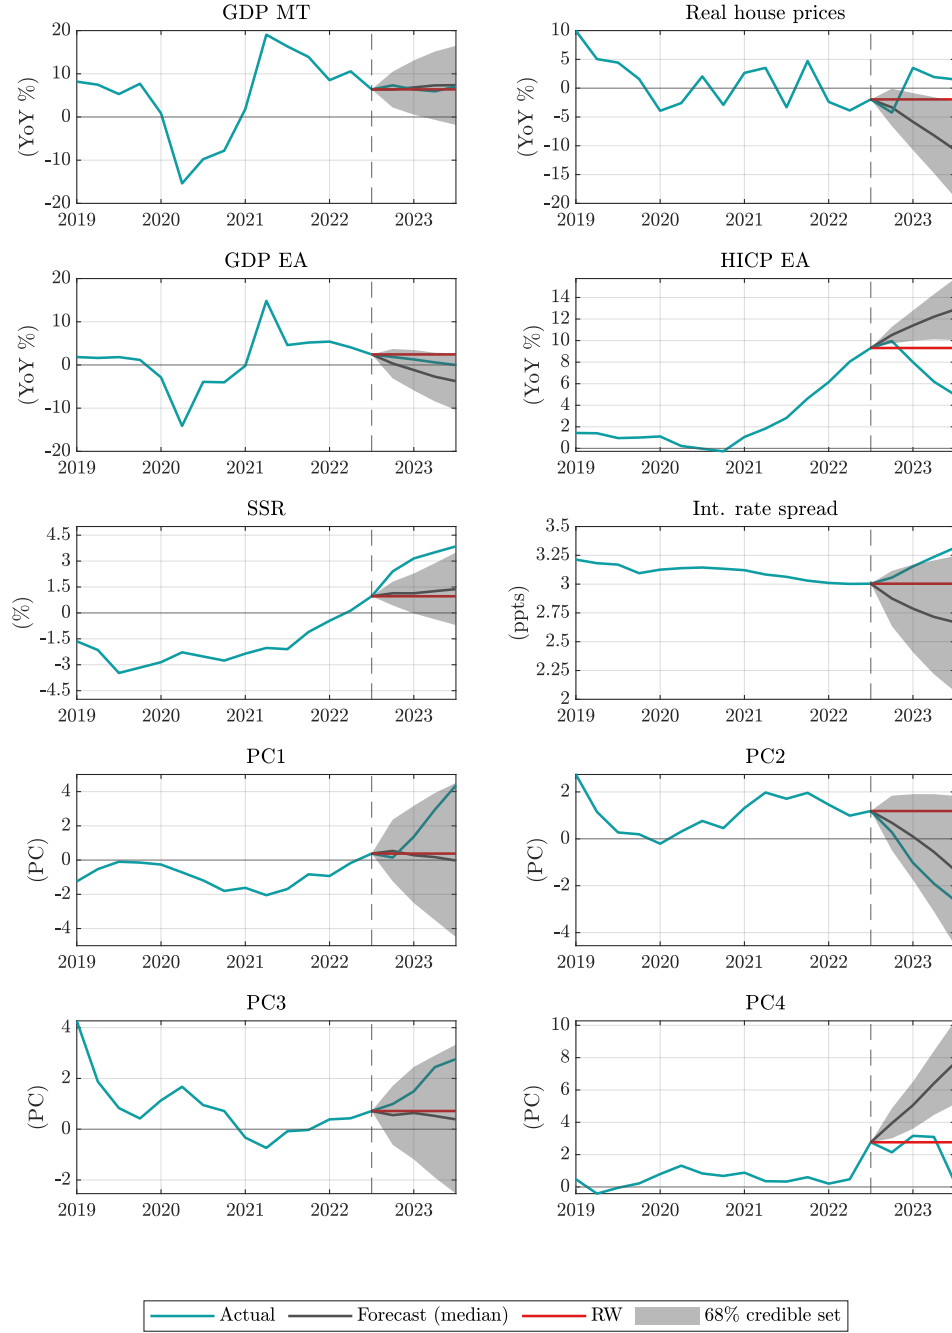 GDP MT
Real house prices
20
10
0
-10
-20
(YoY %)
2019 2020 2021 2022 2023
10
5
0
-5
-10
-15
-20
(YoY %)
2019 2020 2021 2022 2023
GDP EA
HICP EA
20
10
0
-10
-20
(YoY %)
2019 2020 2021 2022 2023
14
12
10
8
6
4
2
0
(YoY %)
2019 2020 2021 2022 2023
SSR
Int. rate spread
4.5
3
1.5
0
-1.5
-3
-4.5
(%)
2019 2020 2021 2022 2023
3.5
3.25
3
2.75
2.5
2.25
2
(ppts)
2019 2020 2021 2022 2023
PC1
PC2
4
2
0
-2
-4
(PC)
2019 2020 2021 2022 2023
2
0
-2
-4
(PC)
2019 2020 2021 2022 2023
PC3
PC4
4
2
0
-2
(PC)
2019 2020 2021 2022 2023
10
8
6
4
2
0
(PC)
2019 2020 2021 2022 2023
Actual Forecast (median) RW 68% credible set